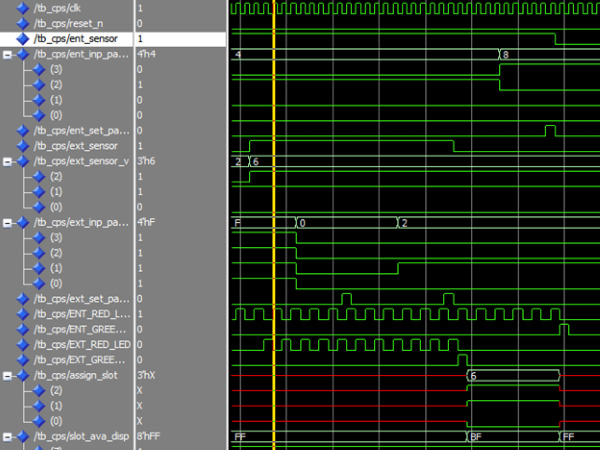 /tb_cps/clk 1
/tb_cps/reset_n 0
/tb_cps/ent_sensor 1
/tb_cps/ent_inp_pa... 4'h4 4 8
(3) 0
(2) 1
(1) 0
(0) 0
/tb_cps/ent_set_pa... 0
/tb_cps/ext_sensor 1
/tb_cps/ext_sensor_v 3'h6 2 6
(2) 1
(1) 1
(0) 0
/tb_cps/ext_inp_pa... 4'hF F 0 2
(3) 1
(2) 1
(1) 1
(0) 1
/tb_cps/ext_set_pa... 0
/tb_cps/ENT_RED_L... 1
/tb_cps/ENT_GREE... 0
/tb_cps/EXT_RED_LED 0
/tb_cps/EXT_GREE... 0
/tb_cps/assign_slot 3'hX 6
(2) X
(1) X
(0) X
/tb_cps/slot_ava_disp 8'hFF FF BF FF